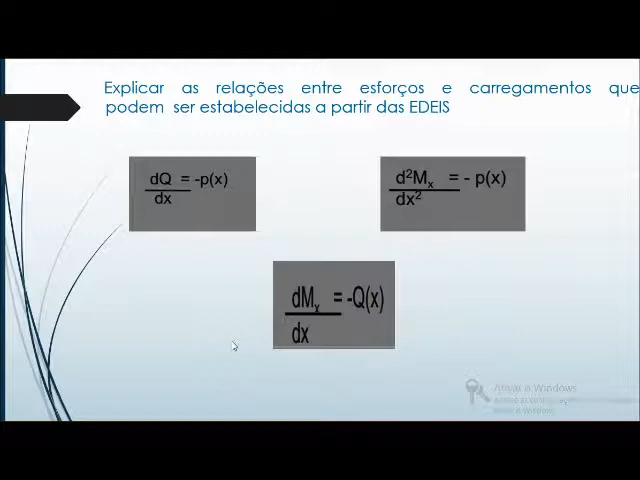 Explicar as relações entre esforços e carregamentos que
podem ser estabelecidas a partir das EDEIS
dQ = -p(x)
dx
d²Mₓ = - p(x)
dx²
dMₓ = -Q(x)
dx
Ativar o Windows